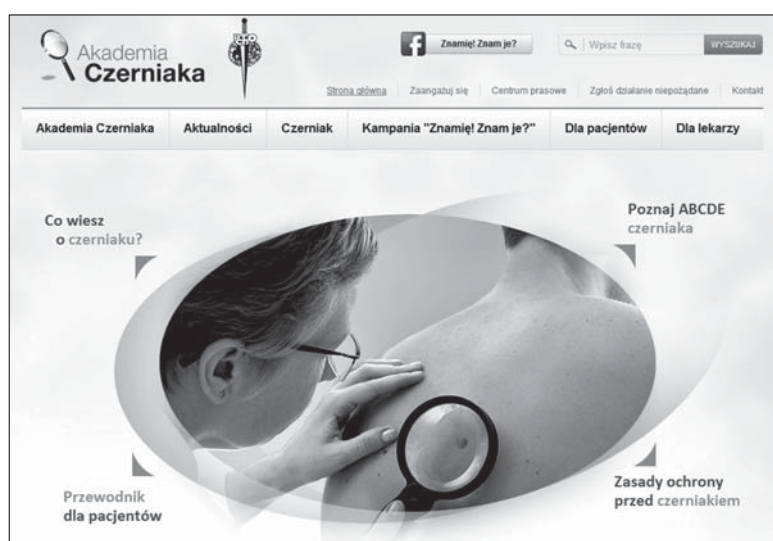 Akademia
Czerniaka
Znamię! Znam je?
Wpisz frazę
WYSZUKAJ
Strona główna
Zaangażuj się
Centrum prasowe
Zgłoś działanie niepożądane
Kontakt
Akademia Czerniaka
Aktualności
Czerniak
Kampania "Znamię! Znam je?"
Dla pacjentów
Dla lekarzy
Co wiesz
o czerniaku?
Poznaj ABCDE
czerniaka
Przewodnik
dla pacjentów
Zasady ochrony
przed czerniakiem